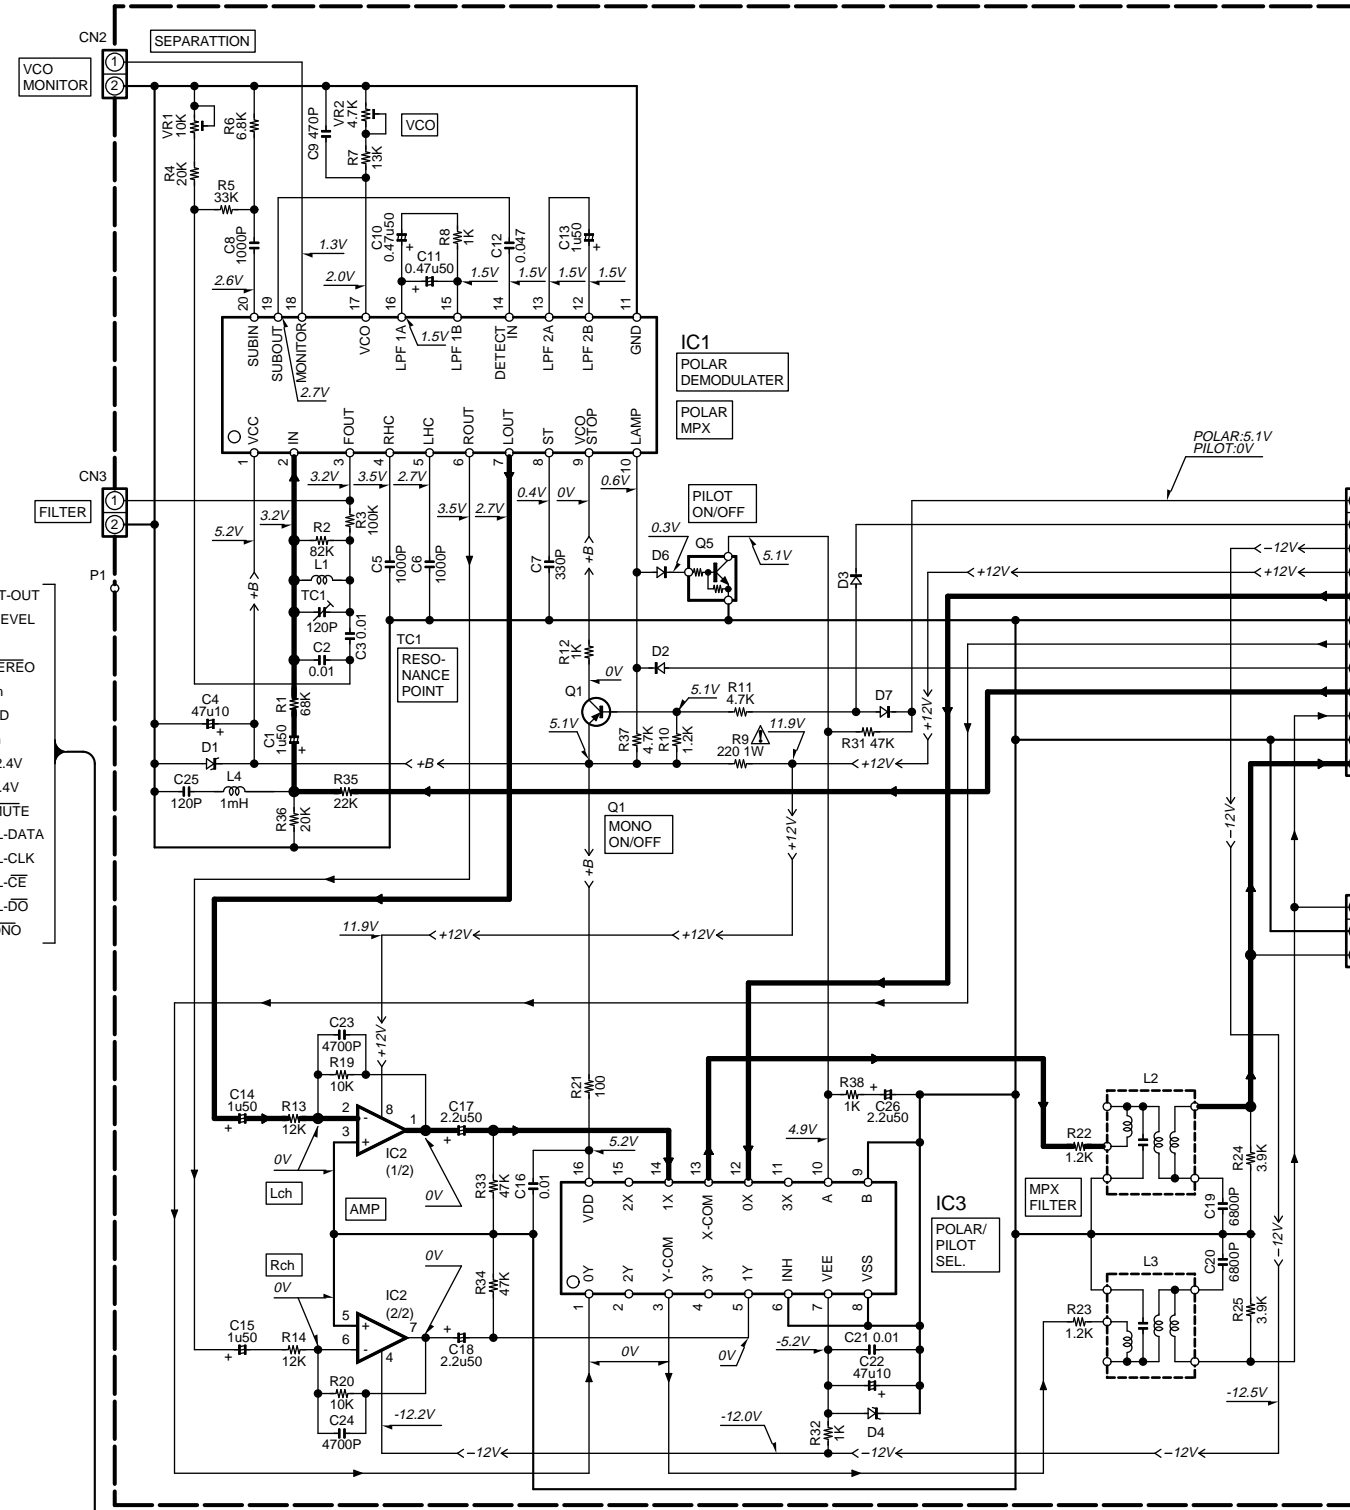 CN2
SEPARATTION
VCO
MONITOR
1
2
VR1
10K
R6
6.8K
C9 470P
VR2
4.7K
VCO
R4
20K
R7
13K
R5
33K
C8
1000P
C10
0.47u50
R8
1K
C11
0.47u50
C12
0.047
C13
1u50
1.3V
2.6V
2.0V
1.5V
1.5V
1.5V
1.5V
20
19
18
17
16
15
14
13
12
11
SUBIN
SUBOUT
MONITOR
VCO
LPF 1A
LPF 1B
DETECT
IN
LPF 2A
LPF 2B
GND
1.5V
2.7V
IC1
POLAR
DEMODULATER
POLAR
MPX
VCC
IN
FOUT
RHC
LHC
ROUT
LOUT
ST
VCO
STOP
LAMP
1
2
3
4
5
6
7
8
9
10
POLAR:5.1V
PILOT:0V
CN3
FILTER
1
2
3.2V
3.5V
2.7V
3.2V
5.2V
3.5V
2.7V
0.4V
0V
0.6V
PILOT
ON/OFF
R3
100K
R2
82K
L1
TC1
120P
C2
0.01
C3 0.01
C5
1000P
C6
1000P
C7
330P
+B
+B
0.3V
D6
Q5
5.1V
D3
-12V
-12V
+12V
+12V
P1
T-OUT
EVEL
EREO
D
2.4V
.4V
MUTE
L-DATA
L-CLK
L-CE
L-DO
ONO
TC1
RESO-
NANCE
POINT
R12
1K
D2
0V
Q1
5.1V
R11
4.7K
D7
5.1V
11.9V
R37
4.7K
R10
1.2K
R9
220 1W
R31 47K
+12V
C4
47u10
R1
68K
C1
1u50
D1
+B
+12V
C25
120P
L4
1mH
R35
22K
R36
20K
Q1
MONO
ON/OFF
+B
+12V
-12V
11.9V
+12V
+12V
+12V
C23
4700P
R19
10K
C14
1u50
R13
12K
2
3
8
1
IC2
(1/2)
C17
2.2u50
0V
Lch
AMP
0V
R33
47K
C16
0.01
R21
100
5.2V
R38
1K
C26
2.2u50
4.9V
16
15
14
13
12
11
10
9
VDD
2X
1X
X-COM
0X
3X
A
B
IC3
POLAR/
PILOT
SEL.
0Y
2Y
Y-COM
3Y
1Y
INH
VEE
VSS
1
2
3
4
5
6
7
8
L2
R22
1.2K
MPX
FILTER
R24
3.9K
C19
6800P
C20
6800P
-12V
L3
R23
1.2K
R25
3.9K
Rch
0V
0V
IC2
(2/2)
5
6
7
4
R34
47K
C15
1u50
R14
12K
C18
2.2u50
R20
10K
C24
4700P
-12.2V
0V
0V
-5.2V
C21 0.01
C22
47u10
-12.0V
R32
1K
D4
-12.5V
-12V
-12V
-12V